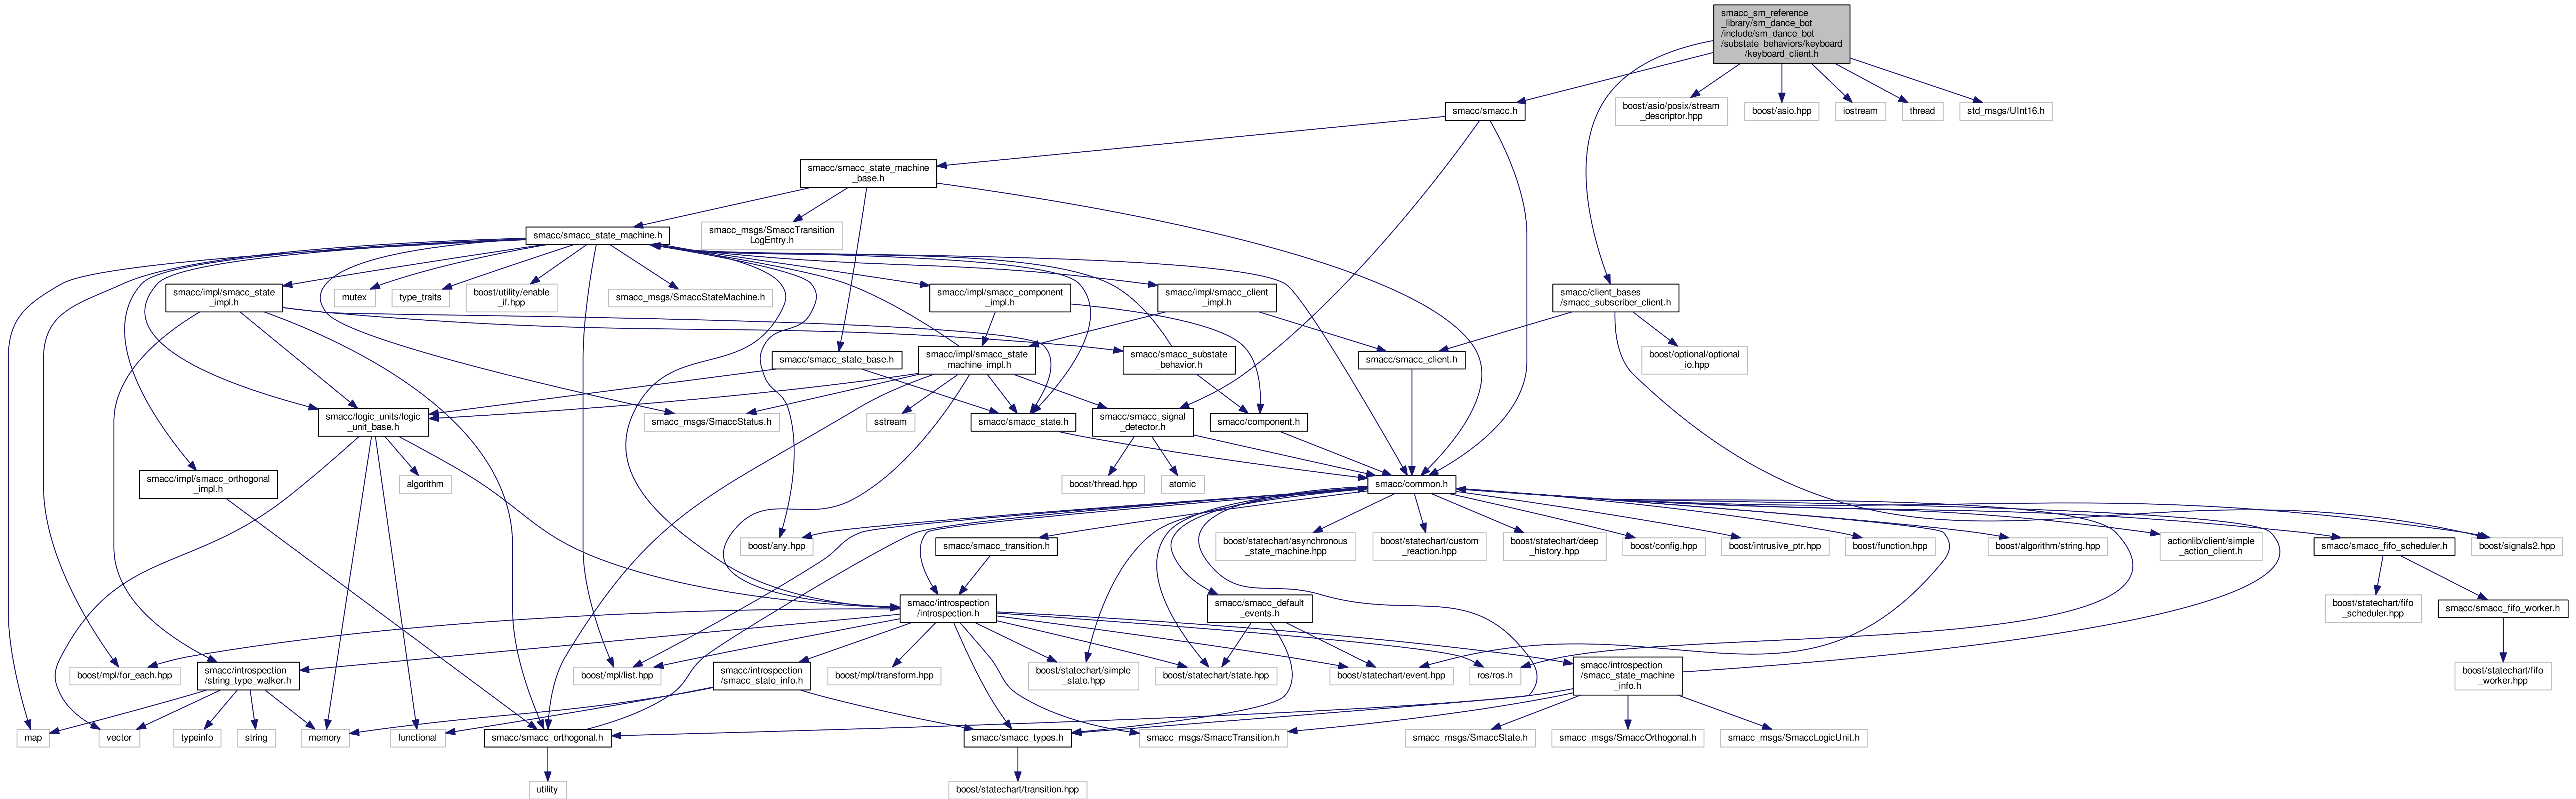 smacc_sm_reference
_library/sm_dance_bot
/include/sm_dance_bot
/substate_behaviors/keyboard
/keyboard_client.h
smacc/smacc.h
boost/asio/posix/stream
_descriptor.hpp
boost/asio.hpp
iostream
thread
std_msgs/UInt16.h
smacc/smacc_state_machine
_base.h
smacc/smacc_state_machine.h
smacc_msgs/SmaccTransition
LogEntry.h
smacc/impl/smacc_state
_impl.h
mutex
type_traits
boost/utility/enable
_if.hpp
smacc_msgs/SmaccStateMachine.h
smacc/impl/smacc_component
_impl.h
smacc/impl/smacc_client
_impl.h
smacc/client_bases
/smacc_subscriber_client.h
smacc/smacc_state_base.h
smacc/impl/smacc_state
_machine_impl.h
smacc/smacc_substate
_behavior.h
smacc/smacc_client.h
boost/optional/optional
_io.hpp
smacc/logic_units/logic
_unit_base.h
smacc_msgs/SmaccStatus.h
sstream
smacc/smacc_state.h
smacc/smacc_signal
_detector.h
smacc/component.h
smacc/impl/smacc_orthogonal
_impl.h
algorithm
boost/thread.hpp
atomic
smacc/common.h
boost/any.hpp
smacc/smacc_transition.h
boost/statechart/asynchronous
_state_machine.hpp
boost/statechart/custom
_reaction.hpp
boost/statechart/deep
_history.hpp
boost/config.hpp
boost/intrusive_ptr.hpp
boost/function.hpp
boost/algorithm/string.hpp
actionlib/client/simple
_action_client.h
smacc/smacc_fifo_scheduler.h
boost/signals2.hpp
smacc/introspection
/introspection.h
smacc/smacc_default
_events.h
boost/statechart/fifo
_scheduler.hpp
smacc/smacc_fifo_worker.h
boost/mpl/for_each.hpp
smacc/introspection
/string_type_walker.h
boost/mpl/list.hpp
smacc/introspection
/smacc_state_info.h
boost/mpl/transform.hpp
boost/statechart/simple
_state.hpp
boost/statechart/state.hpp
boost/statechart/event.hpp
ros/ros.h
smacc/introspection
/smacc_state_machine
_info.h
boost/statechart/fifo
_worker.hpp
map
vector
typeinfo
string
memory
functional
smacc/smacc_orthogonal.h
smacc/smacc_types.h
smacc_msgs/SmaccTransition.h
smacc_msgs/SmaccState.h
smacc_msgs/SmaccOrthogonal.h
smacc_msgs/SmaccLogicUnit.h
utility
boost/statechart/transition.hpp